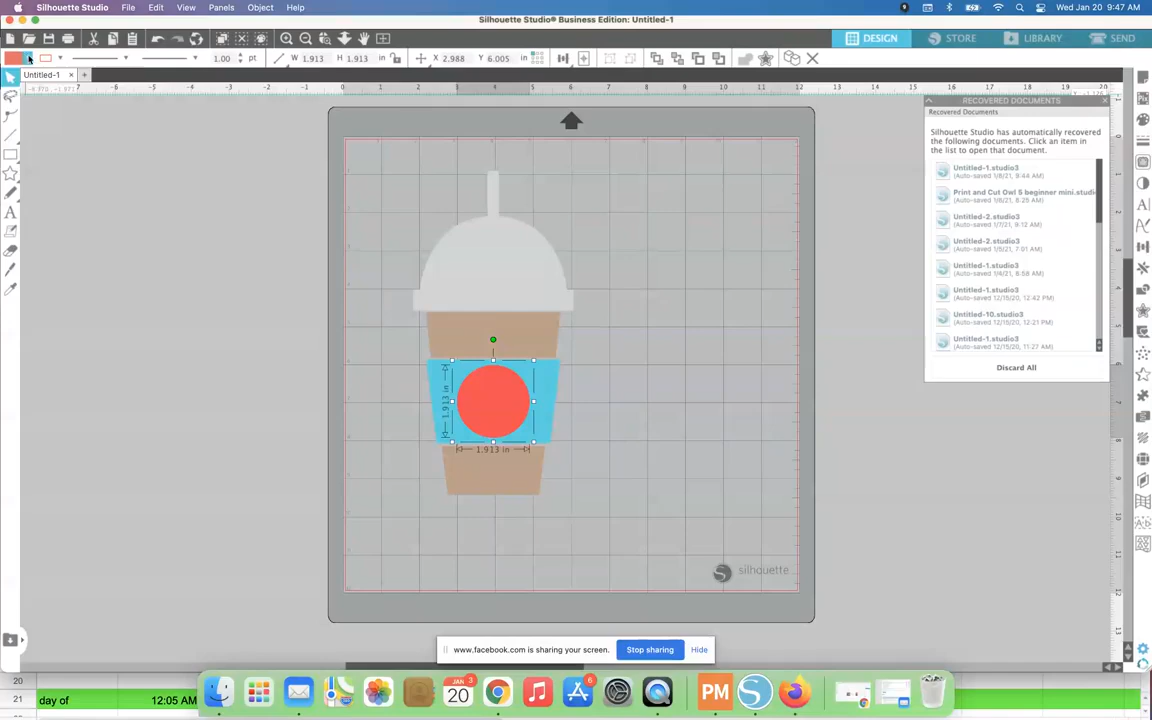 Silhouette Studio File Edit View Panels Object Help Wed Jan 20 9:47 AM
Silhouette Studio® Business Edition: Untitled-1
DESIGN STORE LIBRARY SEND
1.00 pt W 1.913 H 1.913 in X 2.988 Y 6.005 in
Untitled-1 × +
RECOVERED DOCUMENTS
Recovered Documents
Silhouette Studio has automatically recovered
the following documents. Click an item in
the list to open that document.
Untitled-1.studio3
(Auto-saved 1/8/21, 9:44 AM)
Print and Cut Owl S beginner mini.studio
(Auto-saved 1/8/21, 8:25 AM)
Untitled-2.studio3
(Auto-saved 1/7/21, 9:12 AM)
Untitled-2.studio3
(Auto-saved 1/5/21, 7:01 AM)
Untitled-1.studio3
(Auto-saved 1/4/21, 8:58 AM)
Untitled-1.studio3
(Auto-saved 12/15/20, 12:42 PM)
Untitled-10.studio3
(Auto-saved 12/15/20, 12:21 PM)
Untitled-1.studio3
(Auto-saved 12/15/20, 11:27 AM)
Discard All
1.913 in
1.913 in
silhouette
www.facebook.com is sharing your screen. Stop sharing Hide
20
21 day of 12:05 AM
JAN 3
20
6
PM